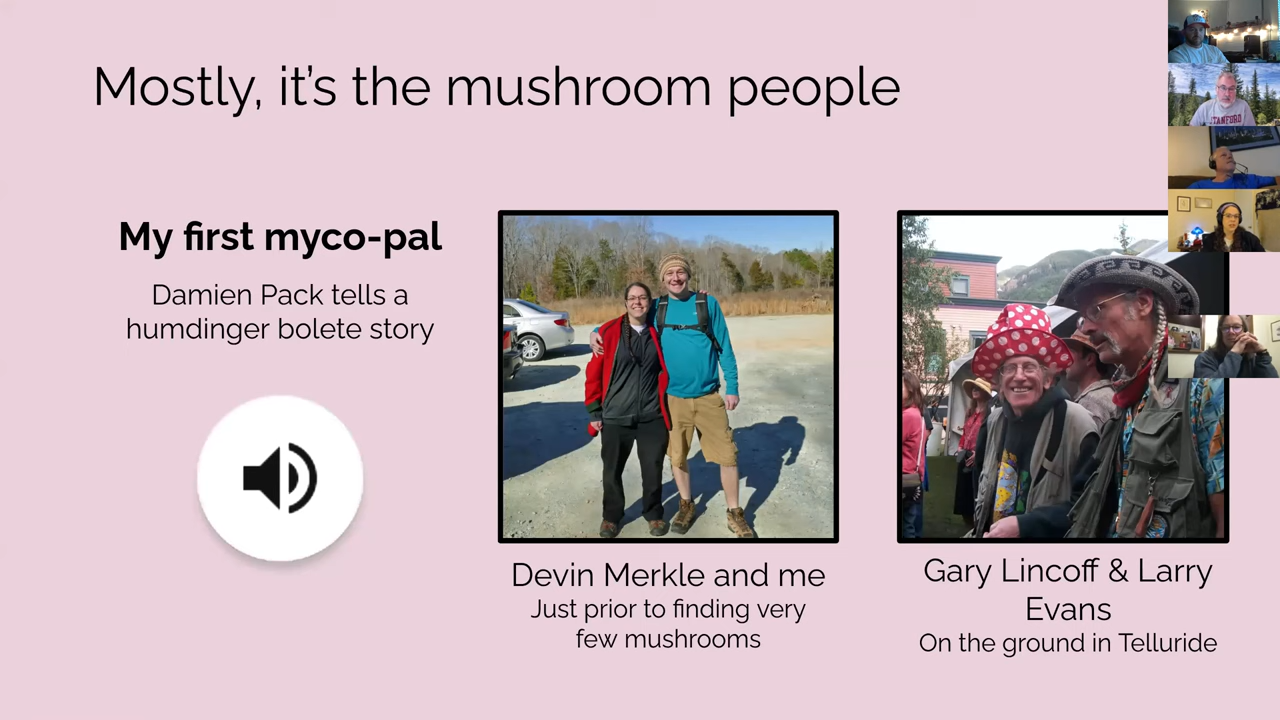 Mostly, it's the mushroom people
My first myco-pal
Damien Pack tells a
humdinger bolete story
Devin Merkle and me
Just prior to finding very
few mushrooms
Gary Lincoff & Larry
Evans
On the ground in Telluride
STANFORD